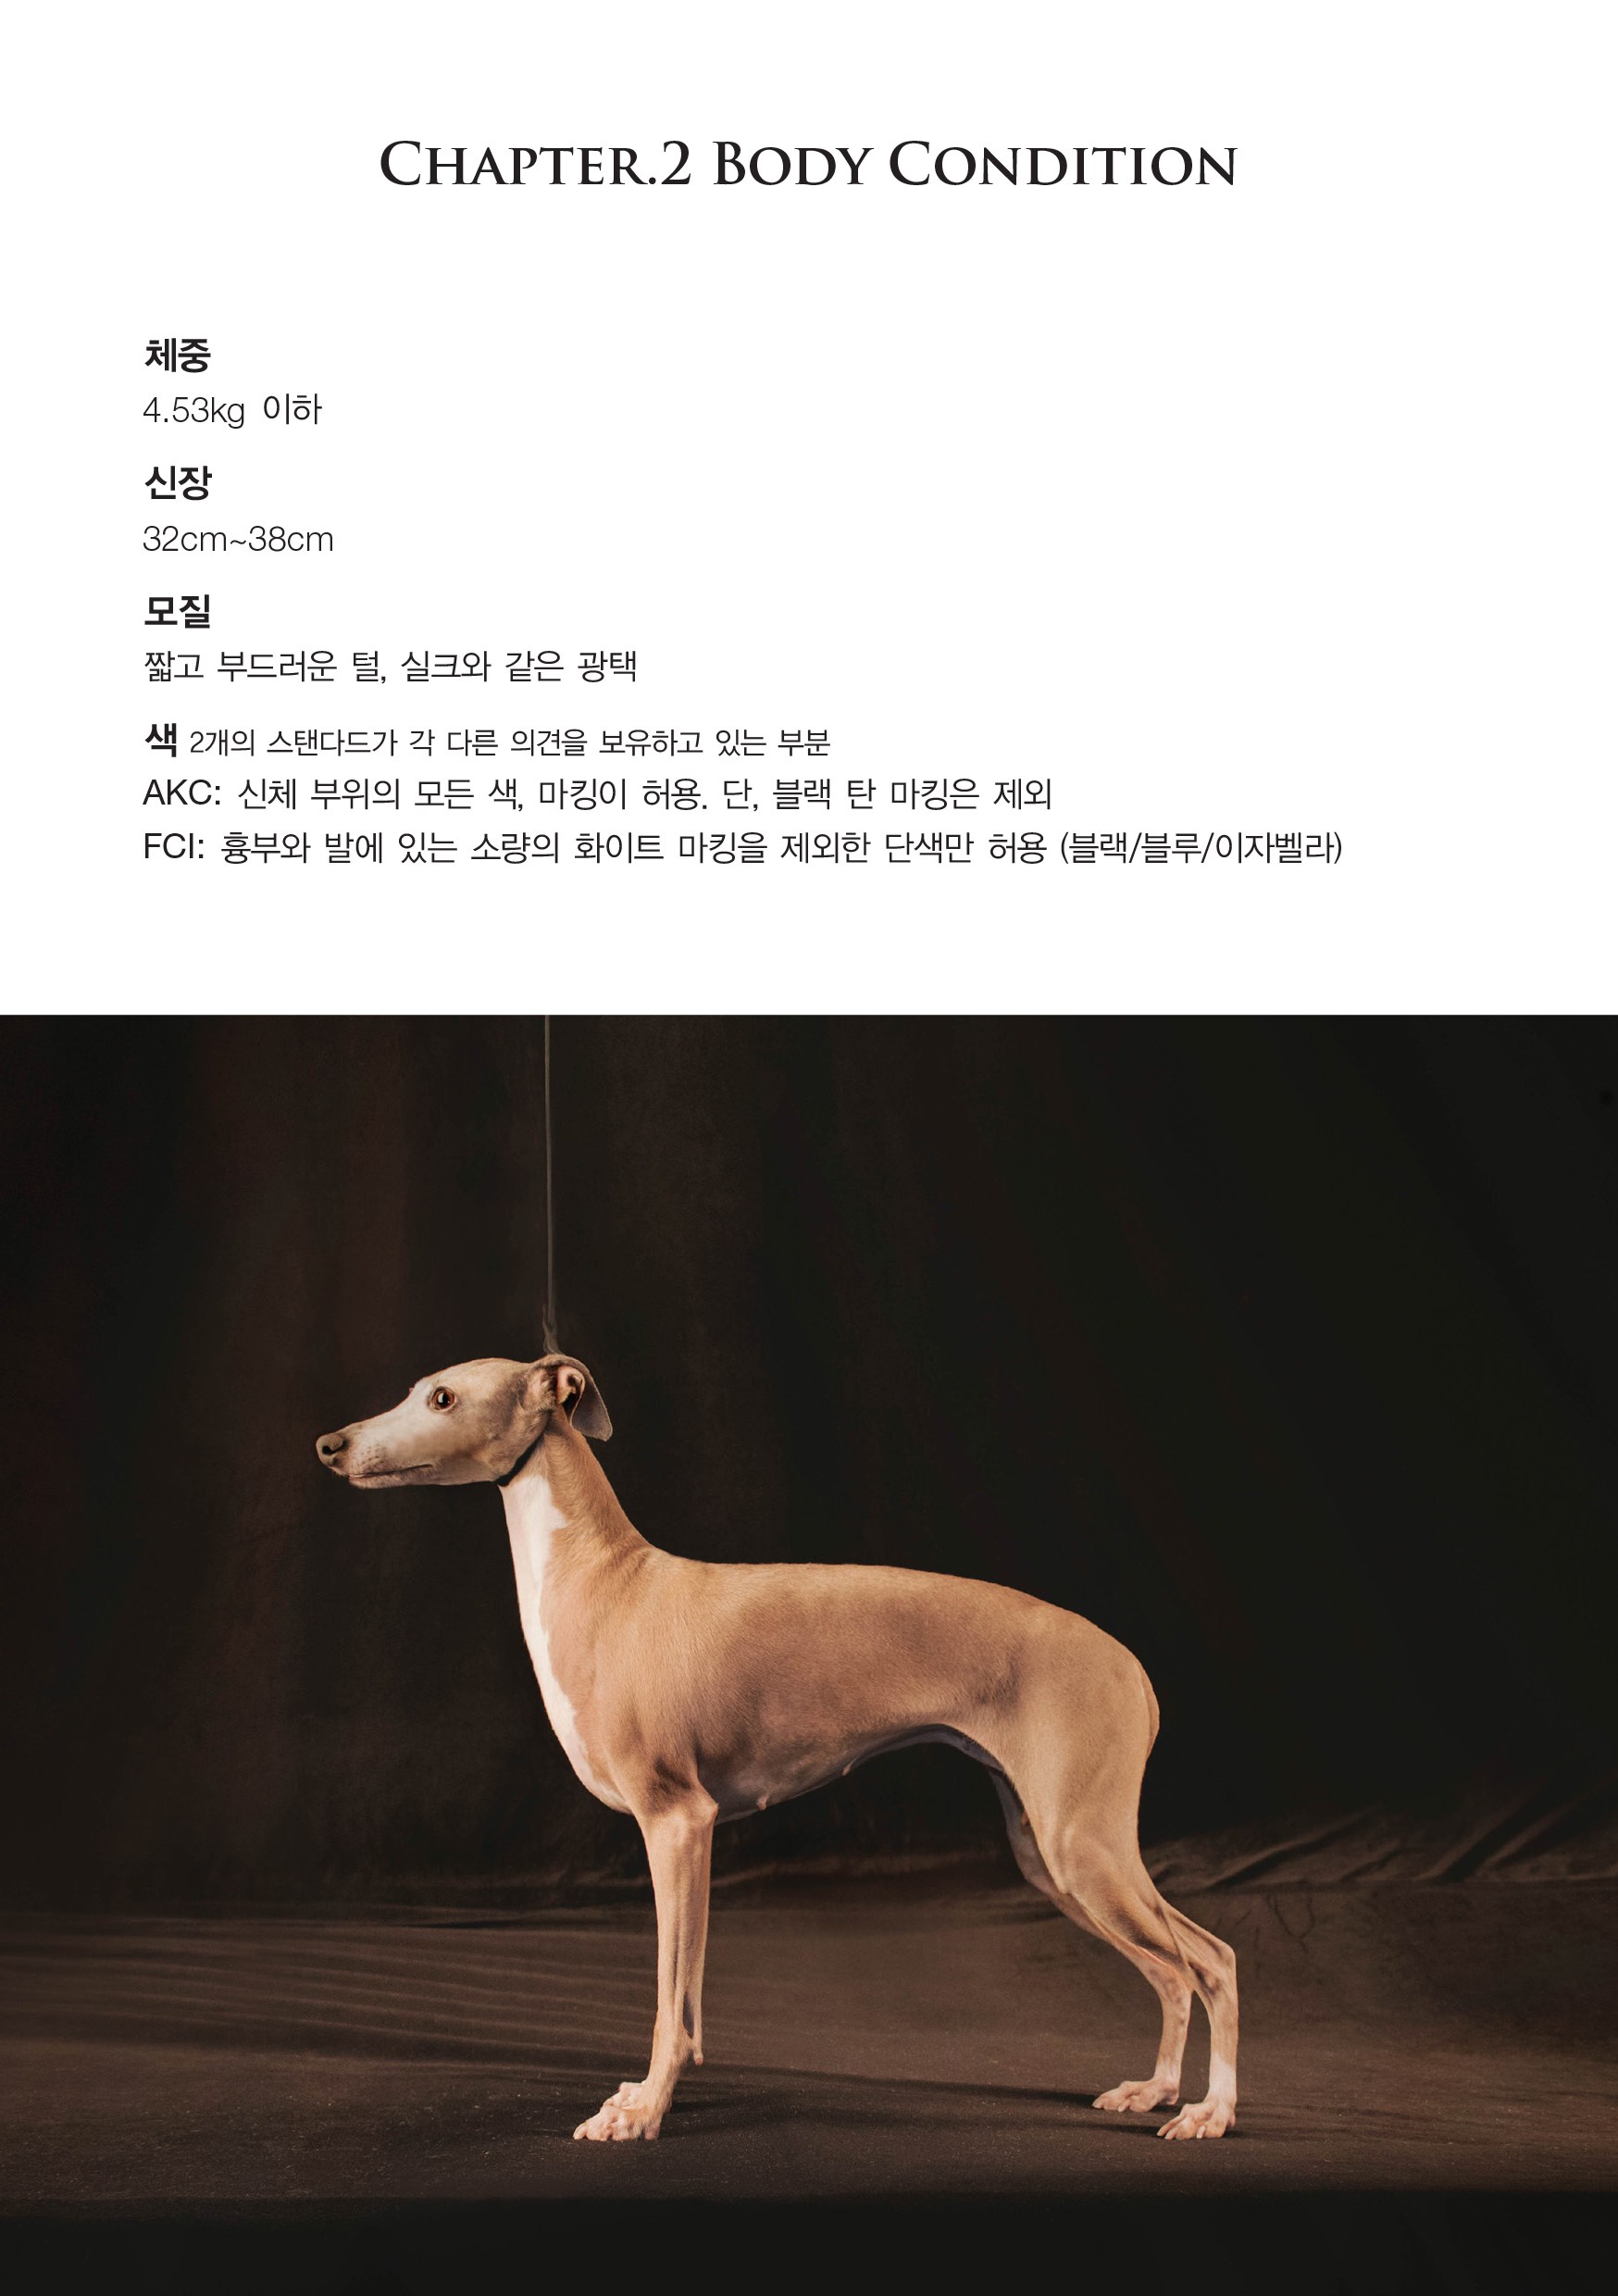 Chapter.2 Body Condition
체중
4.53kg 이하
신장
32cm~38cm
모질
짧고 부드러운 털, 실크와 같은 광택
색 2개의 스탠다드가 각 다른 의견을 보유하고 있는 부분
AKC: 신체 부위의 모든 색, 마킹이 허용. 단, 블랙 탄 마킹은 제외
FCI: 흉부와 발에 있는 소량의 화이트 마킹을 제외한 단색만 허용 (블랙/블루/이자벨라)